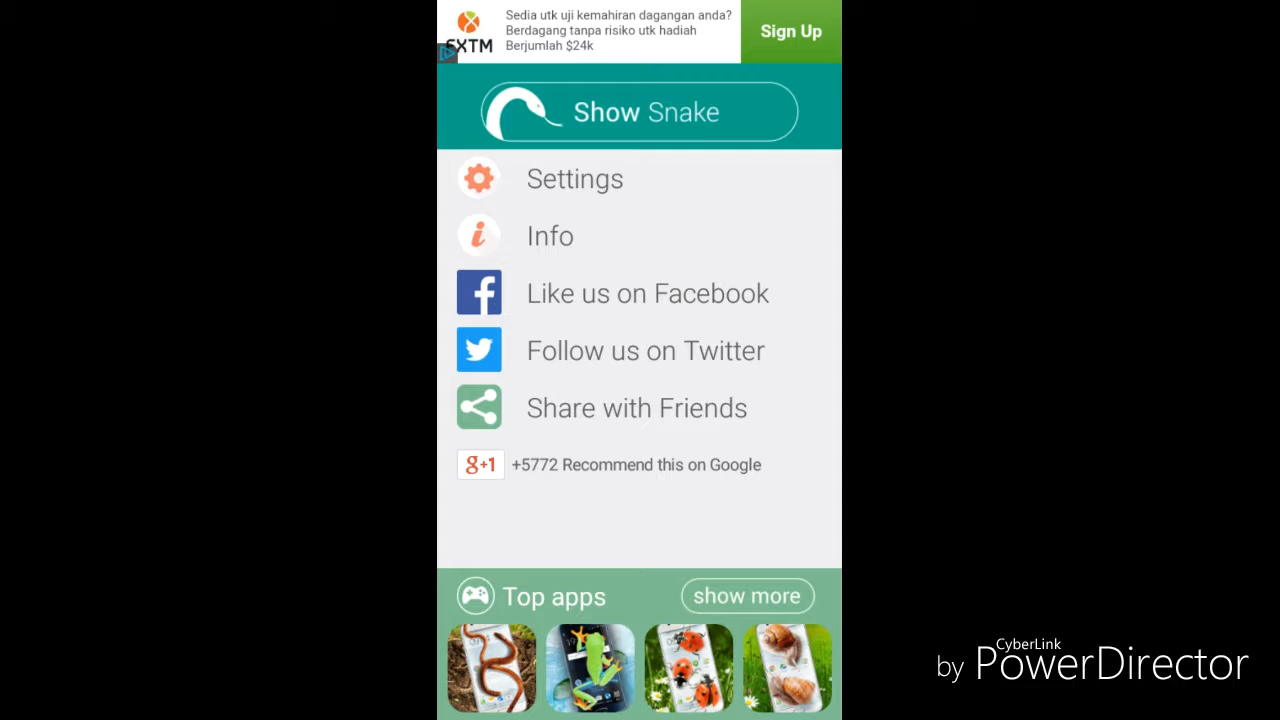 Sedia utk uji kemahiran dagangan anda?
Berdagang tanpa risiko utk hadiah
Berjumlah $24k
FXTM
Sign Up
Show Snake
Settings
Info
Like us on Facebook
Follow us on Twitter
Share with Friends
g+1 +5772 Recommend this on Google
Top apps
show more
CyberLink
by PowerDirector